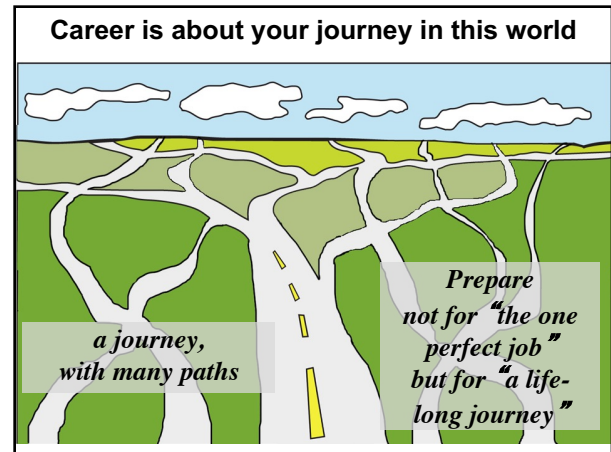 Career is about your journey in this world
a journey,
with many paths
Prepare
not for “the one
perfect job”
but for “a life-
long journey”